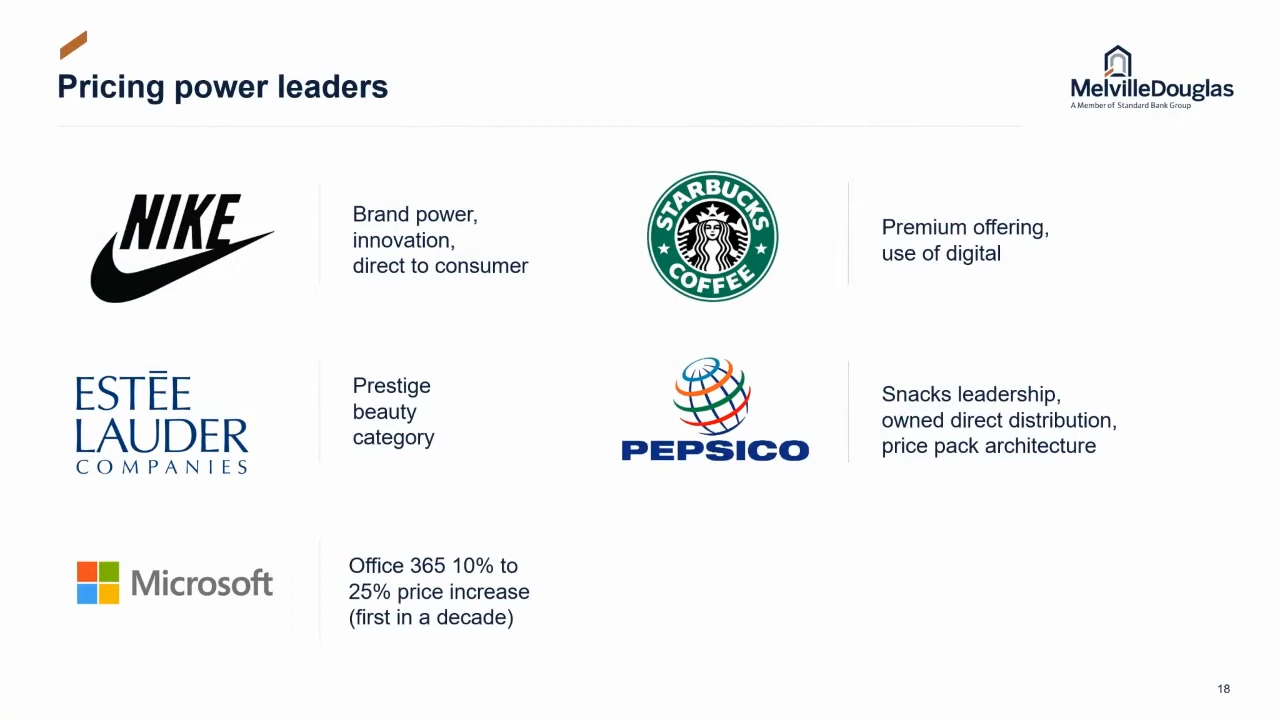 Pricing power leaders
MelvilleDouglas
A Member of Standard Bank Group
NIKE
Brand power,
innovation,
direct to consumer
STARBUCKS
COFFEE
Premium offering,
use of digital
ESTĒE
LAUDER
COMPANIES
Prestige
beauty
category
PEPSICO
Snacks leadership,
owned direct distribution,
price pack architecture
Microsoft
Office 365 10% to
25% price increase
(first in a decade)
18